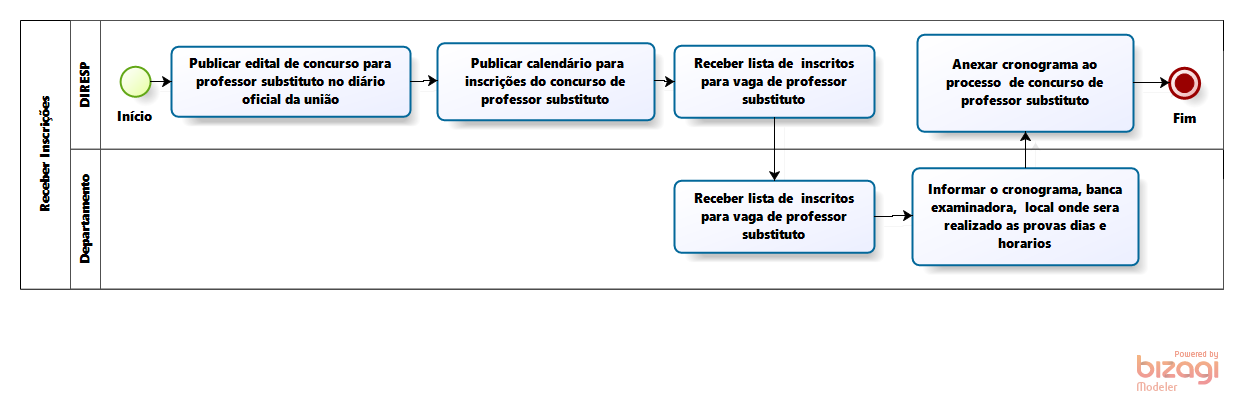 Receber Inscrições
DIRESP
Início
Publicar edital de concurso para
professor substituto no diário
oficial da união
Publicar calendário para
inscrições do concurso de
professor substituto
Receber lista de inscritos
para vaga de professor
substituto
Anexar cronograma ao
processo de concurso de
professor substituto
Fim
Departamento
Receber lista de inscritos
para vaga de professor
substituto
Informar o cronograma, banca
examinadora, local onde sera
realizado as provas dias e
horarios
Powered by
bizagi
Modeler